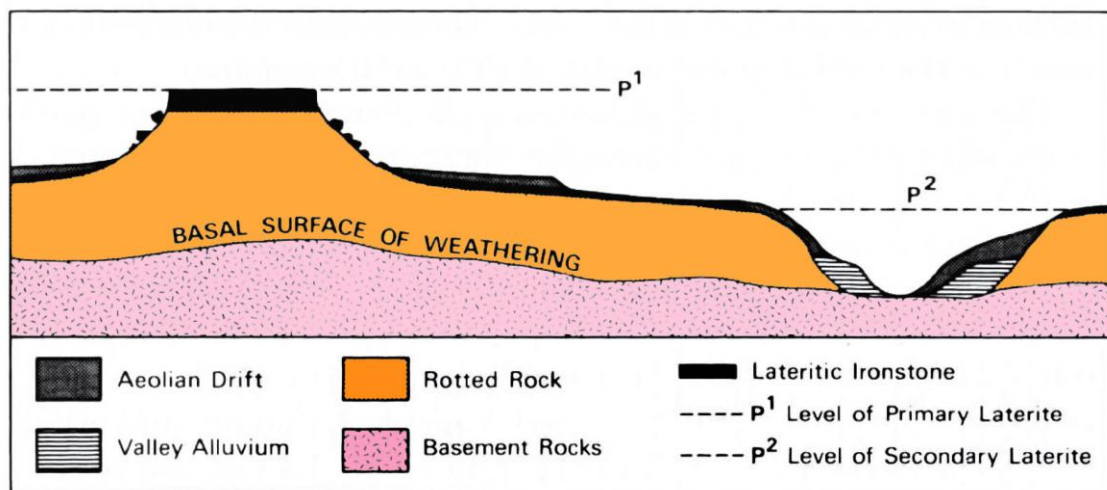 P¹
P²
BASAL SURFACE OF WEATHERING
Aeolian Drift
Rotted Rock
Lateritic Ironstone
P¹ Level of Primary Laterite
Valley Alluvium
Basement Rocks
P² Level of Secondary Laterite